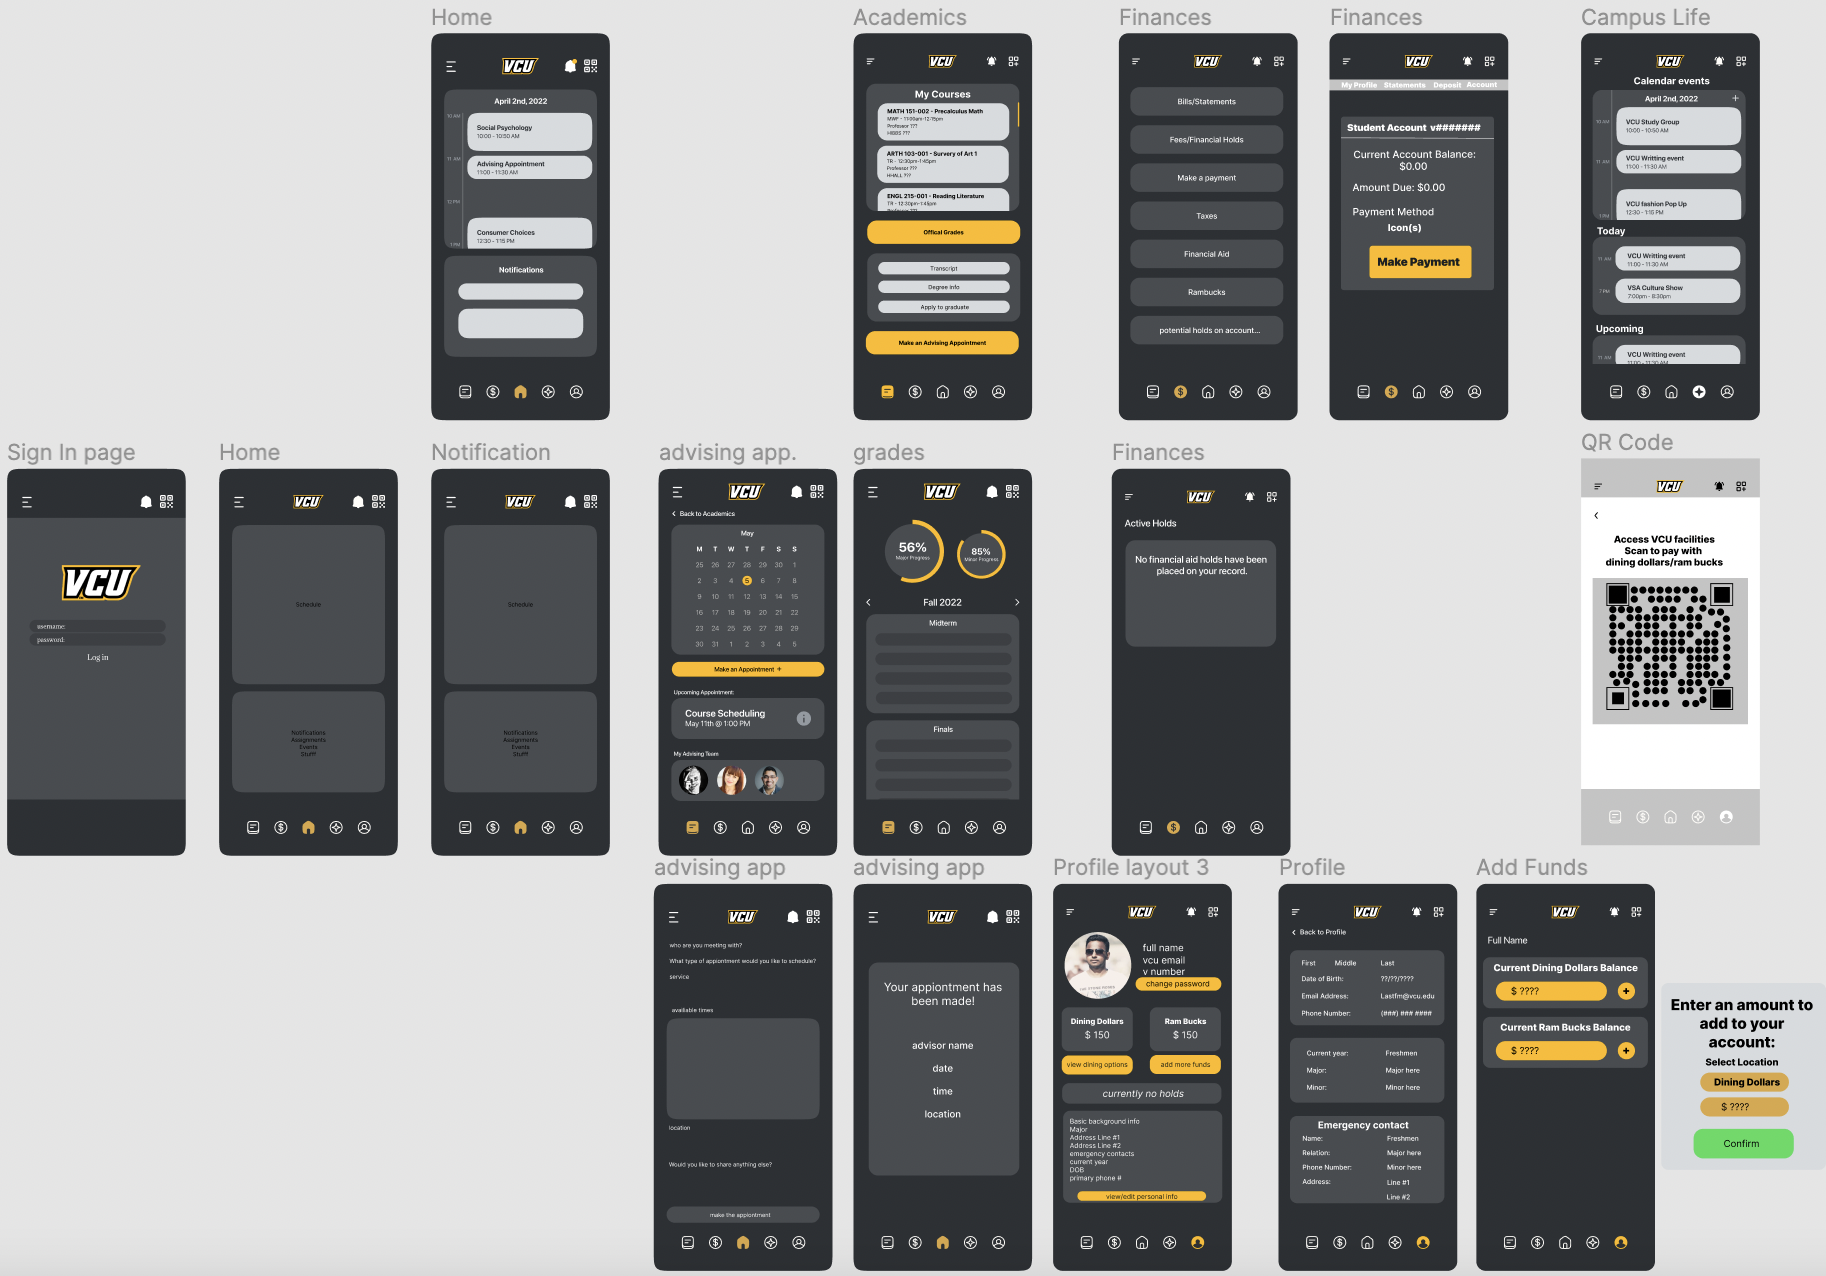 Home
VCU
April 2nd, 2022
10 AM
Social Psychology
10:00 - 10:50 AM
11 AM
Advising Appointment
11:00 - 11:30 AM
12 PM
Consumer Choices
12:30 - 1:15 PM
1 PM
Notifications
Academics
VCU
My Courses
MATH 151-002 - Precalculus Math
MWF - 11:00am-12:15pm
Professor ???
HIBBS ???
ARTH 103-001 - Survery of Art 1
TR - 12:30pm-1:45pm
Professor ???
HHALL ???
ENGL 215-001 - Reading Literature
TR - 12:30pm-1:45pm
Professor ???
Offical Grades
Transcript
Degree info
Apply to graduate
Make an Advising Appointment
Finances
VCU
Bills/Statements
Fees/Financial Holds
Make a payment
Taxes
Financial Aid
Rambucks
potential holds on account...
Finances
VCU
My Profile Statements Deposit Account
Student Account v#######
Current Account Balance:
$0.00
Amount Due: $0.00
Payment Method
Icon(s)
Make Payment
Campus Life
VCU
Calendar events
April 2nd, 2022 +
10 AM
VCU Study Group
10:00 - 10:50 AM
11 AM
VCU Writting event
11:00 - 11:30 AM
VCU fashion Pop Up
12:30 - 1:15 PM
1 PM
Today
11 AM
VCU Writting event
11:00 - 11:30 AM
7 PM
VSA Culture Show
7:00pm - 8:30pm
Upcoming
11 AM
VCU Writting event
11:00 - 11:30 AM
Sign In page
VCU
username:
password:
Log in
Home
VCU
Schedule
Notifications
Assignments
Events
Stuff!
Notification
VCU
Schedule
Notifications
Assignments
Events
Stuff!
advising app.
VCU
Back to Academics
May
M T W T F S S
25 26 27 28 29 30 1
2 3 4 5 6 7 8
9 10 11 12 13 14 15
16 16 18 19 20 21 22
23 24 25 26 27 28 29
30 31 1 2 3 4 5
Make an Appointment +
Upcoming Appointment:
Course Scheduling
May 11th @ 1:00 PM
My Advising Team
grades
VCU
56%
Major Progress
85%
Minor Progress
Fall 2022
Midterm
Finals
Finances
VCU
Active Holds
No financial aid holds have been
placed on your record.
QR Code
VCU
Access VCU facilities
Scan to pay with
dining dollars/ram bucks
advising app
VCU
who are you meeting with?
What type of appiontment would you like to schedule?
service
available times
location
Would you like to share anything else?
make the appiontment
advising app
VCU
Your appiontment has
been made!
advisor name
date
time
location
Profile layout 3
VCU
full name
vcu email
v number
change password
Dining Dollars
$ 150
Ram Bucks
$ 150
view dining options
add more funds
currently no holds
Basic background info
Major
Address Line #1
Address Line #2
emergency contacts
current year
DOB
primary phone #
view/edit personal info
Profile
VCU
Back to Profile
First Middle Last
Date of Birth: ??/??/????
Email Address: Lastfm@vcu.edu
Phone Number: (###) ### ####
Current year: Freshmen
Major: Major here
Minor: Minor here
Emergency contact
Name: Freshmen
Relation: Major here
Phone Number: Minor here
Address: Line #1
Line #2
Add Funds
VCU
Full Name
Current Dining Dollars Balance
$ ???? +
Current Ram Bucks Balance
$ ???? +
Enter an amount to
add to your
account:
Select Location
Dining Dollars
$ ????
Confirm